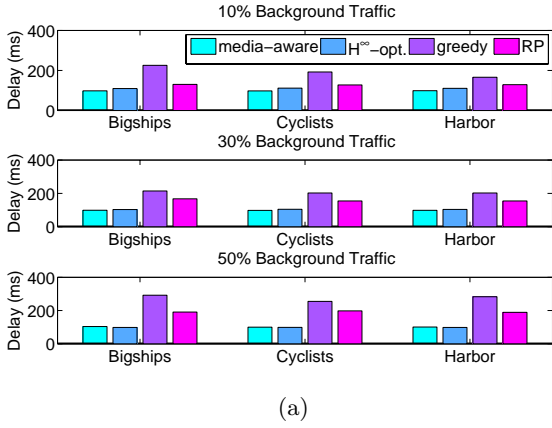 10% Background Traffic
400
200
0
Delay (ms)
media−aware H∞−opt. greedy RP
Bigships Cyclists Harbor
30% Background Traffic
400
200
0
Delay (ms)
Bigships Cyclists Harbor
50% Background Traffic
400
200
0
Delay (ms)
Bigships Cyclists Harbor
(a)